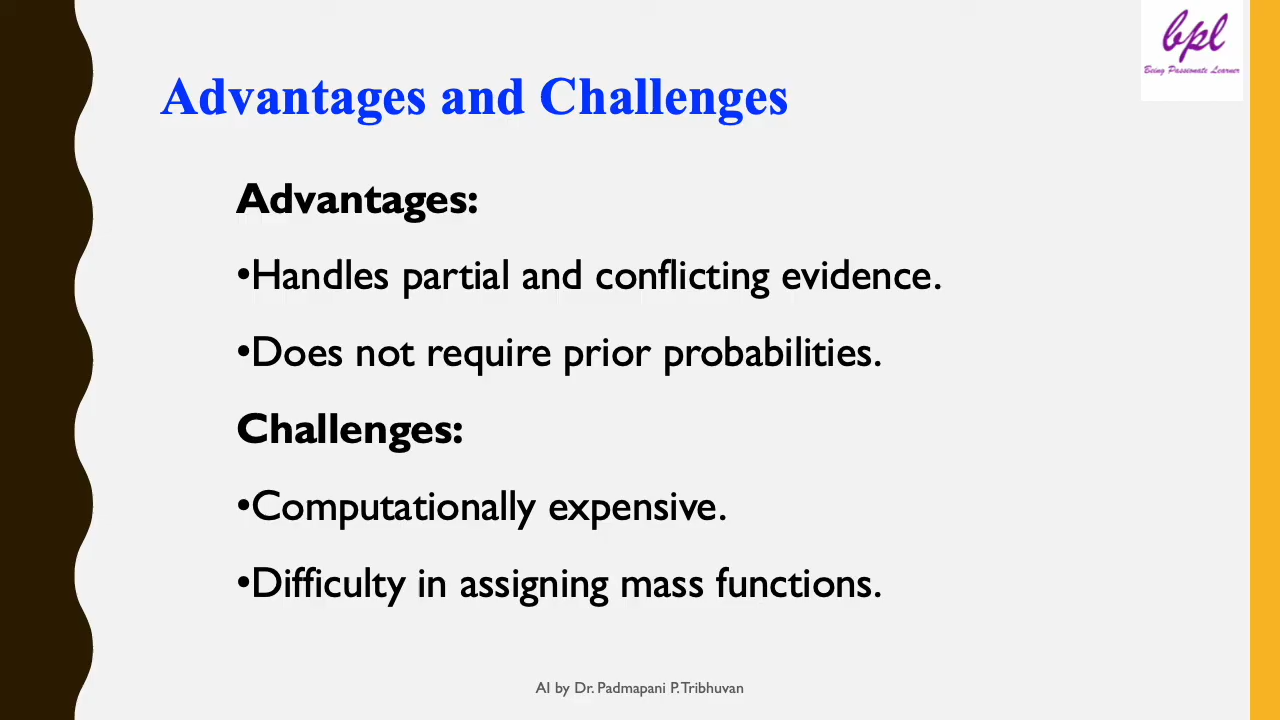 bpl
Being Passionate Learner
Advantages and Challenges
Advantages:
•Handles partial and conflicting evidence.
•Does not require prior probabilities.
Challenges:
•Computationally expensive.
•Difficulty in assigning mass functions.
AI by Dr. Padmapani P. Tribhuvan